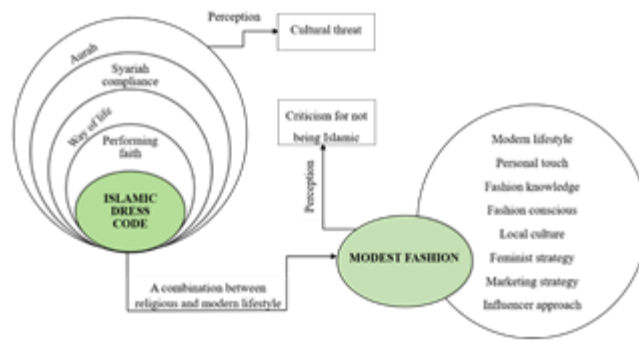 Perception
Cultural threat
Aurah
Syariah
compliance
Way of life
Performing
faith
ISLAMIC
DRESS
CODE
Criticism for not
being Islamic
Perception
Modern lifestyle
Personal touch
Fashion knowledge
Fashion conscious
Local culture
Feminist strategy
Marketing strategy
Influencer approach
MODEST FASHION
A combination between
religious and modern lifestyle